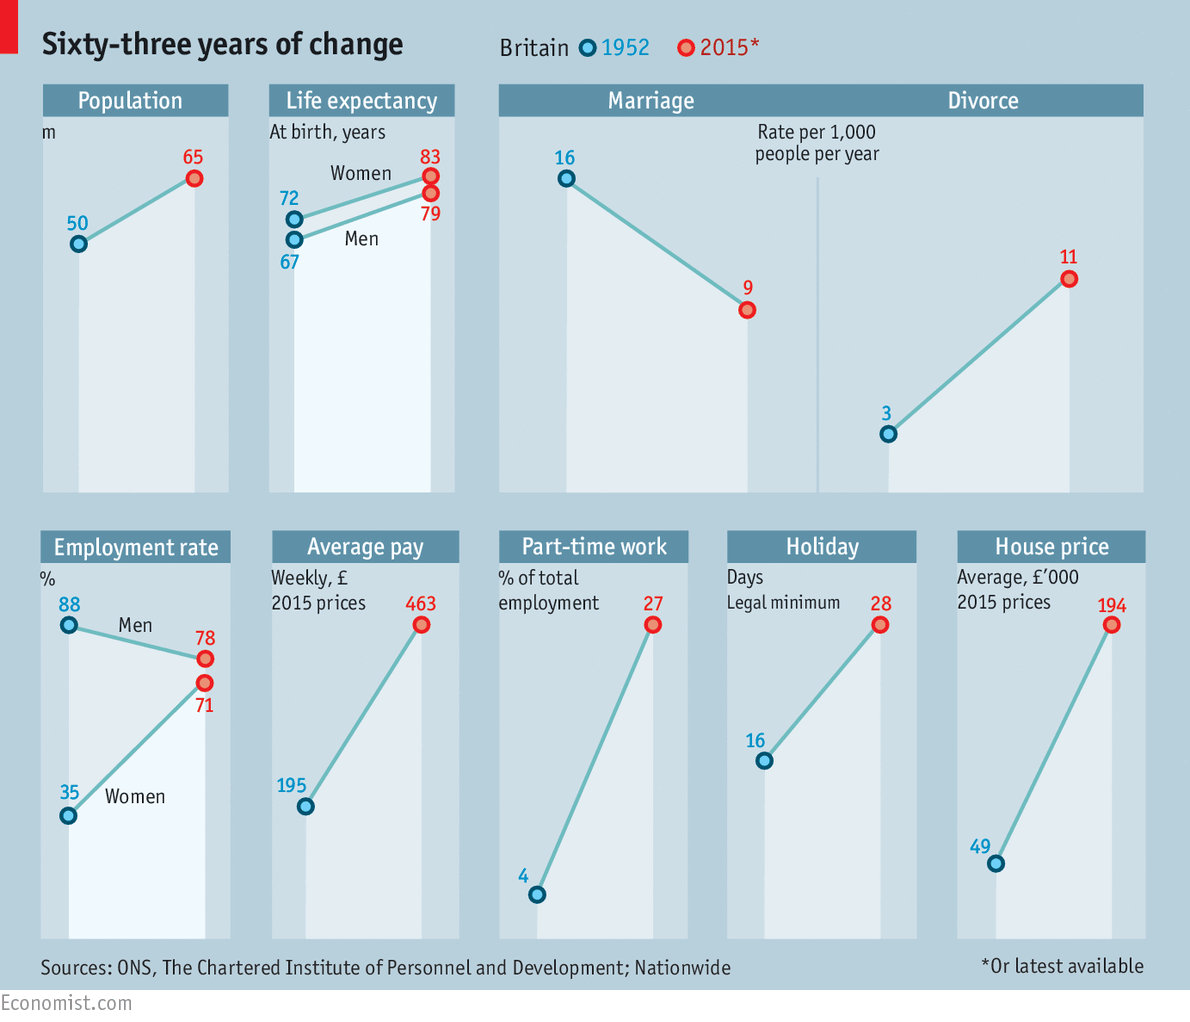 Sixty-three years of change
Britain 1952 2015*
Population
m
50
65
Life expectancy
At birth, years
Women
72
83
Men
67
79
Marriage
Divorce
Rate per 1,000
people per year
16
9
3
11
Employment rate
%
88
Men
78
71
35
Women
Average pay
Weekly, £
2015 prices
463
195
Part-time work
% of total
employment
27
4
Holiday
Days
Legal minimum
28
16
House price
Average, £’000
2015 prices
194
49
Sources: ONS, The Chartered Institute of Personnel and Development; Nationwide
*Or latest available
Economist.com